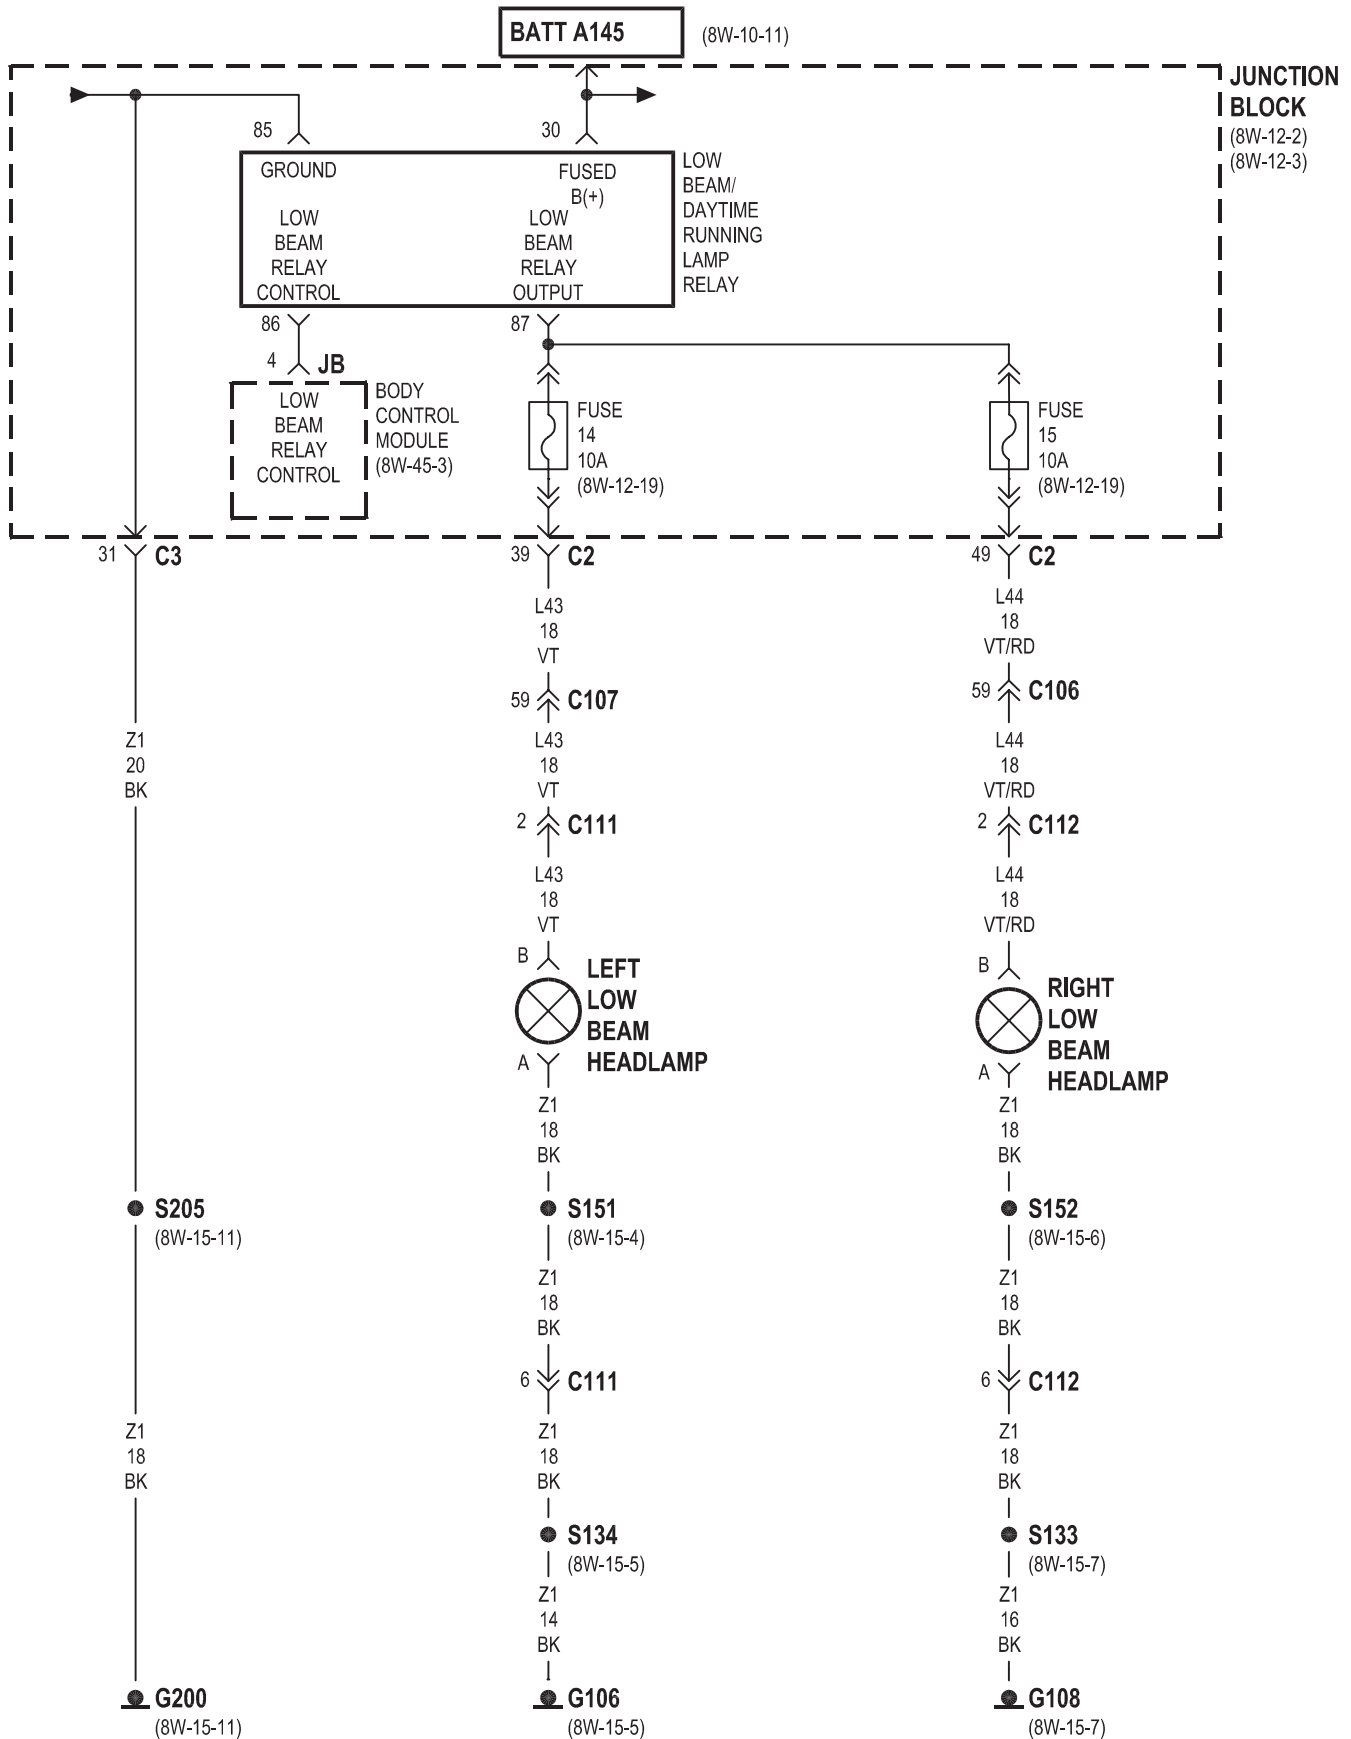 BATT A145
(8W-10-11)
JUNCTION
BLOCK
(8W-12-2)
(8W-12-3)
85
30
GROUND
FUSED
B(+)
LOW
BEAM
RELAY
CONTROL
LOW
BEAM
RELAY
OUTPUT
LOW
BEAM/
DAYTIME
RUNNING
LAMP
RELAY
86
87
4
JB
LOW
BEAM
RELAY
CONTROL
BODY
CONTROL
MODULE
(8W-45-3)
FUSE
14
10A
(8W-12-19)
FUSE
15
10A
(8W-12-19)
31
C3
39
C2
49
C2
L43
18
VT
L44
18
VT/RD
59
C107
59
C106
Z1
20
BK
L43
18
VT
L44
18
VT/RD
2
C111
2
C112
L43
18
VT
L44
18
VT/RD
B
LEFT
LOW
BEAM
HEADLAMP
A
B
RIGHT
LOW
BEAM
HEADLAMP
A
Z1
18
BK
Z1
18
BK
S205
(8W-15-11)
S151
(8W-15-4)
S152
(8W-15-6)
Z1
18
BK
Z1
18
BK
6
C111
6
C112
Z1
18
BK
Z1
18
BK
Z1
18
BK
S134
(8W-15-5)
S133
(8W-15-7)
Z1
14
BK
Z1
16
BK
G200
(8W-15-11)
G106
(8W-15-5)
G108
(8W-15-7)